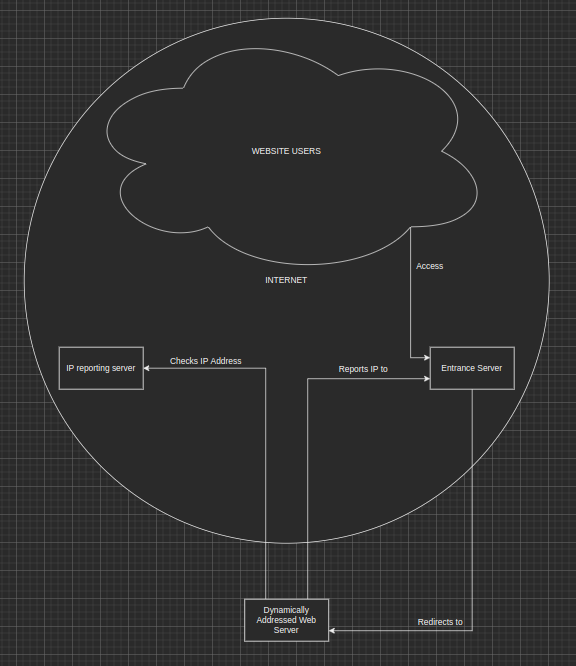 WEBSITE USERS
Access
INTERNET
Checks IP Address
Reports IP to
IP reporting server
Entrance Server
Dynamically
Addressed Web
Server
Redirects to